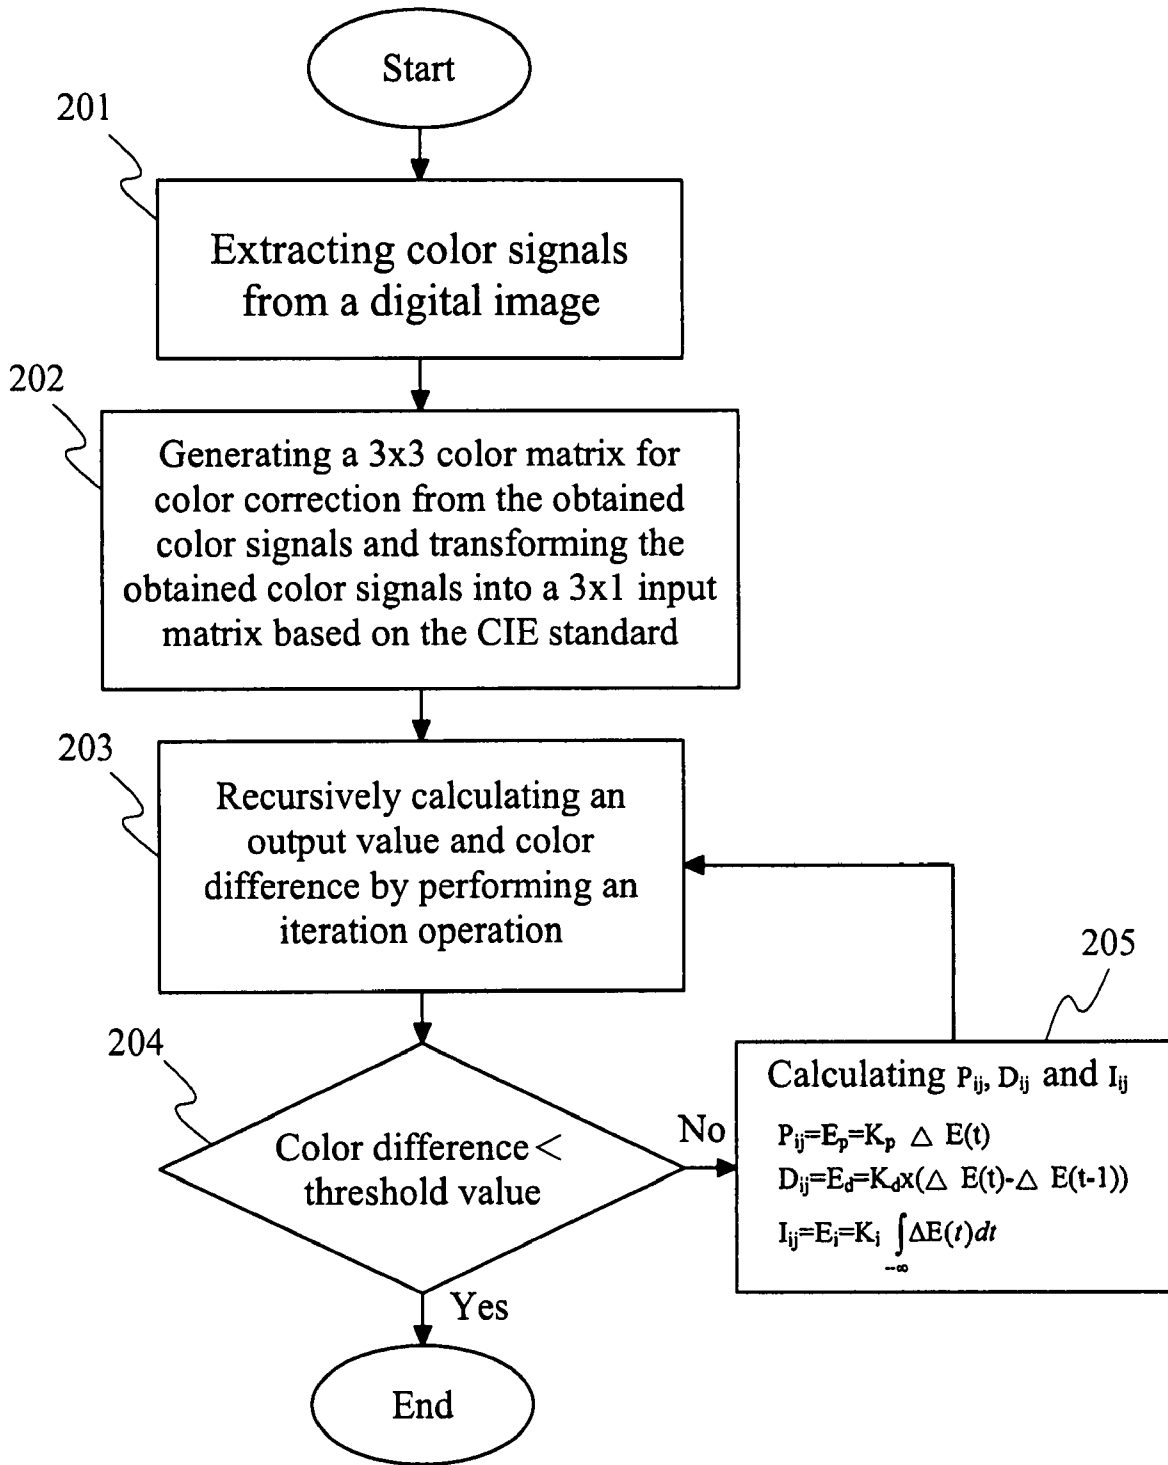 Start
201
Extracting color signals
from a digital image
202
Generating a 3x3 color matrix for
color correction from the obtained
color signals and transforming the
obtained color signals into a 3x1 input
matrix based on the CIE standard
203
Recursively calculating an
output value and color
difference by performing an
iteration operation
204
Color difference <
threshold value
No
205
Calculating Pij, Dij and Iij
Pij=Ep=Kp △ E(t)
Dij=Ed=Kdx(△ E(t)-△ E(t-1))
Iij=Ei=Ki ∫ΔE(t)dt
-∞
Yes
End